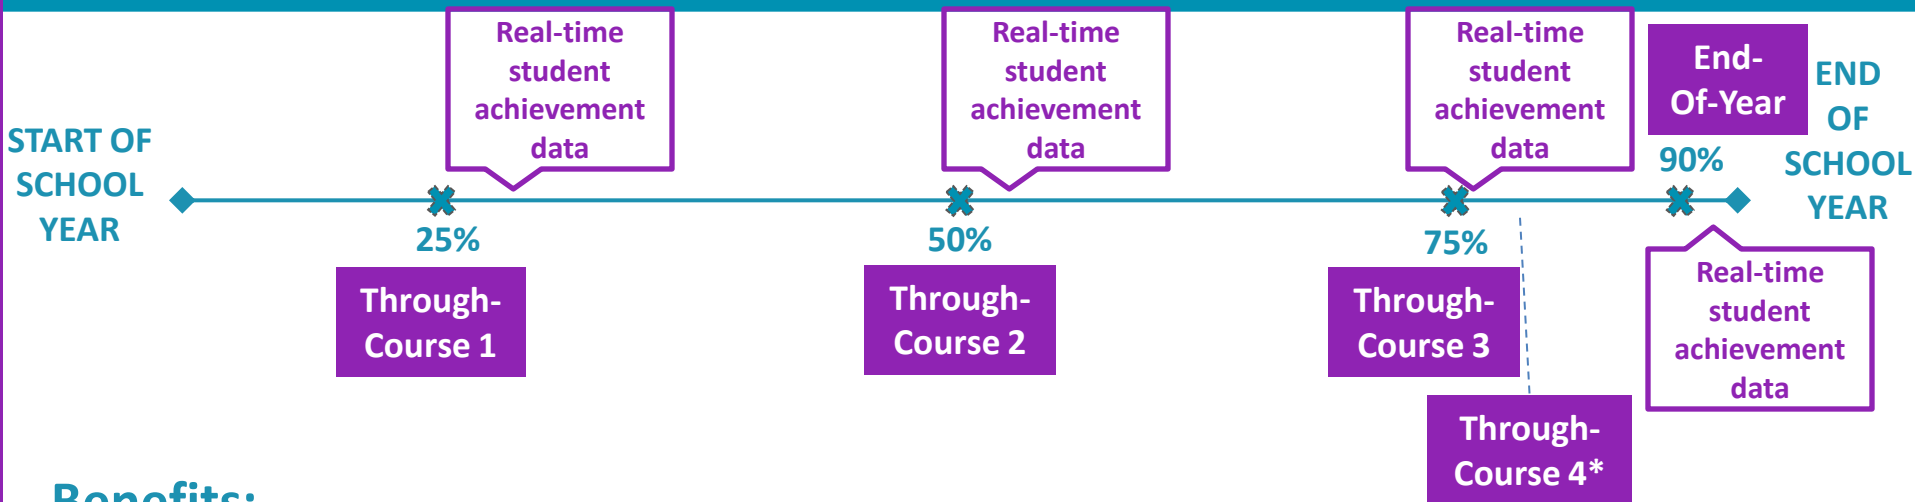 Real-time
student
achievement
data
Real-time
student
achievement
data
Real-time
student
achievement
data
End-
Of-Year
END
OF
SCHOOL
YEAR
START OF
SCHOOL
YEAR
90%
25%
50%
75%
Through-
Course 1
Through-
Course 2
Through-
Course 3
Real-time
student
achievement
data
Through-
Course 4*
Benefits: